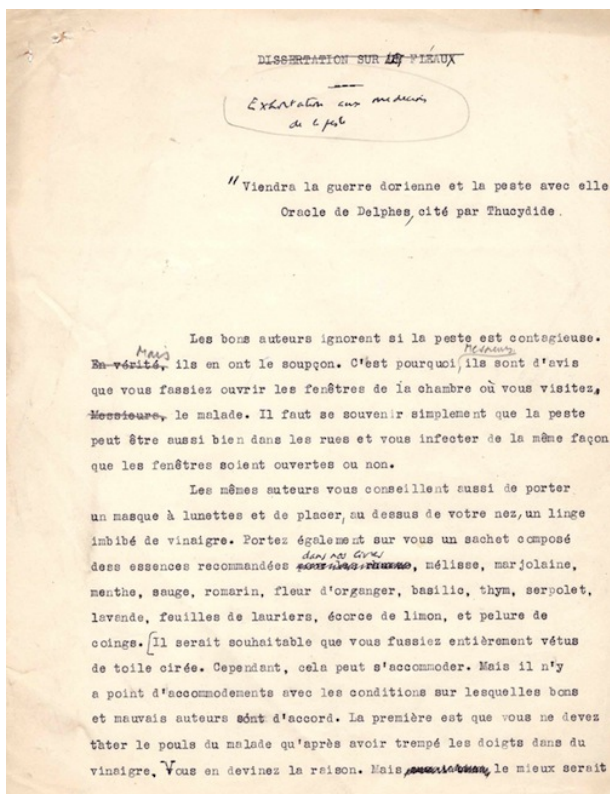 DISSERTATION SUR LES FLÉAUX
Exhortation aux médecins
de la peste
"Viendra la guerre dorienne et la peste avec elle
Oracle de Delphes, cité par Thucydide.
Les bons auteurs ignorent si la peste est contagieuse.
Mais Messieurs
En vérité, ils en ont le soupçon. C'est pourquoi, ils sont d'avis
que vous fassiez ouvrir les fenêtres de la chambre où vous visitez,
Messieurs, le malade. Il faut se souvenir simplement que la peste
peut être aussi bien dans les rues et vous infecter de la même façon
que les fenêtres soient ouvertes ou non.
Les mêmes auteurs vous conseillent aussi de porter
un masque à lunettes et de placer, au dessus de votre nez, un linge
imbibé de vinaigre. Portez également sur vous un sachet composé
dans nos livres
dess essences recommandées, mélisse, marjolaine,
menthe, sauge, romarin, fleur d'organger, basilic, thym, serpolet,
lavande, feuilles de lauriers, écorce de limon, et pelure de
coings. [Il serait souhaitable que vous fussiez entièrement vétus
de toile cirée. Cependant, cela peut s'accommoder. Mais il n'y
a point d'accommodements avec les conditions sur lesquelles bons
et mauvais auteurs sont d'accord. La première est que vous ne devez
tâter le pouls du malade qu'après avoir trempé les doigts dans du
vinaigre. Vous en devinez la raison. Mais, le mieux serait